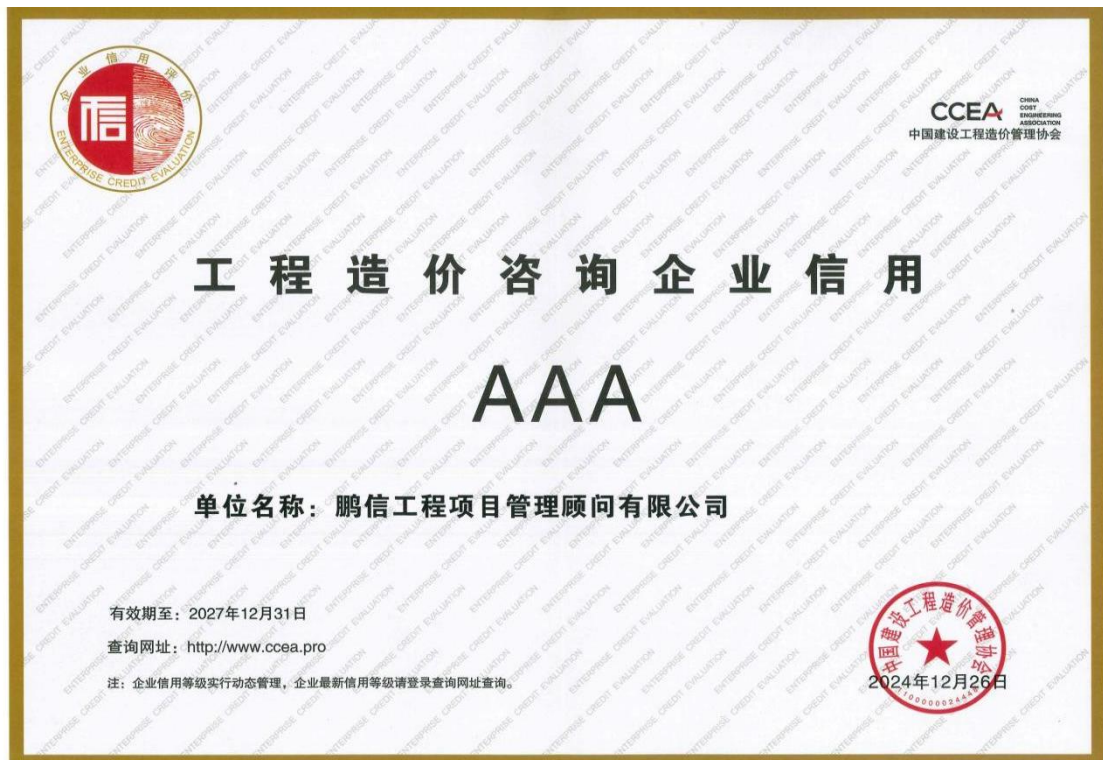 企业信用评价
信
ENTERPRISE CREDIT EVALUATION
CCEA
CHINA
COST
ENGINEERING
ASSOCIATION
中国建设工程造价管理协会
工程造价咨询企业信用
AAA
单位名称：鹏信工程项目管理顾问有限公司
有效期至：2027年12月31日
查询网址：http://www.ccea.pro
注：企业信用等级实行动态管理，企业最新信用等级请登录查询网址查询。
中国建设工程造价管理协会
2024年12月26日